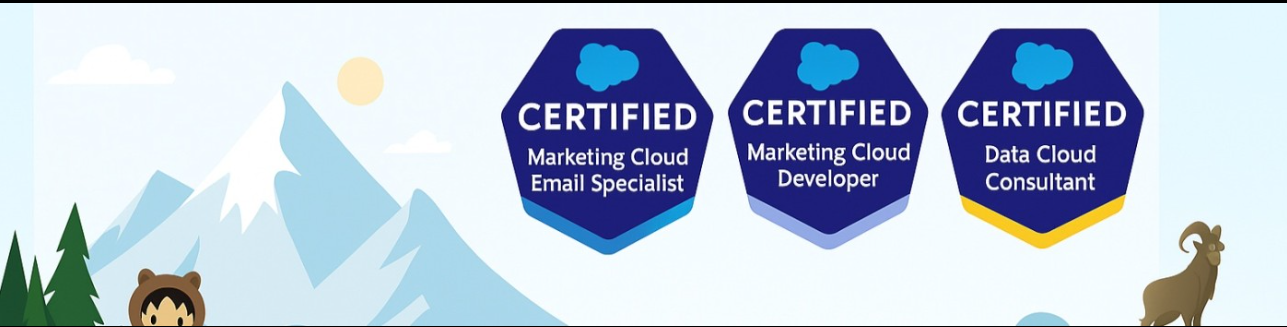 CERTIFIED
Marketing Cloud
Email Specialist
CERTIFIED
Marketing Cloud
Developer
CERTIFIED
Data Cloud
Consultant